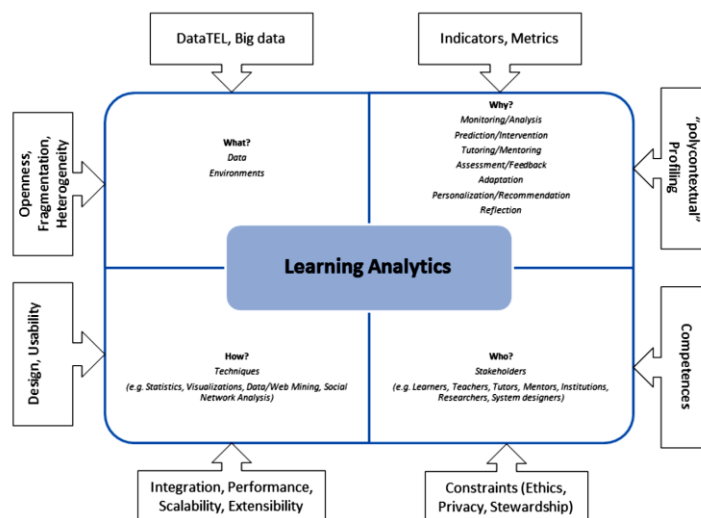 DataTEL, Big data
Indicators, Metrics
Openness,
Fragmentation,
Heterogeneity
What?
Data
Environments
Why?
Monitoring/Analysis
Prediction/Intervention
Tutoring/Mentoring
Assessment/Feedback
Adaptation
Personalization/Recommendation
Reflection
"polycontextual"
Profiling
Learning Analytics
Design, Usability
How?
Techniques
(e.g. Statistics, Visualizations, Data/Web Mining, Social
Network Analysis)
Who?
Stakeholders
(e.g. Learners, Teachers, Tutors, Mentors, Institutions,
Researchers, System designers)
Competences
Integration, Performance,
Scalability, Extensibility
Constraints (Ethics,
Privacy, Stewardship)